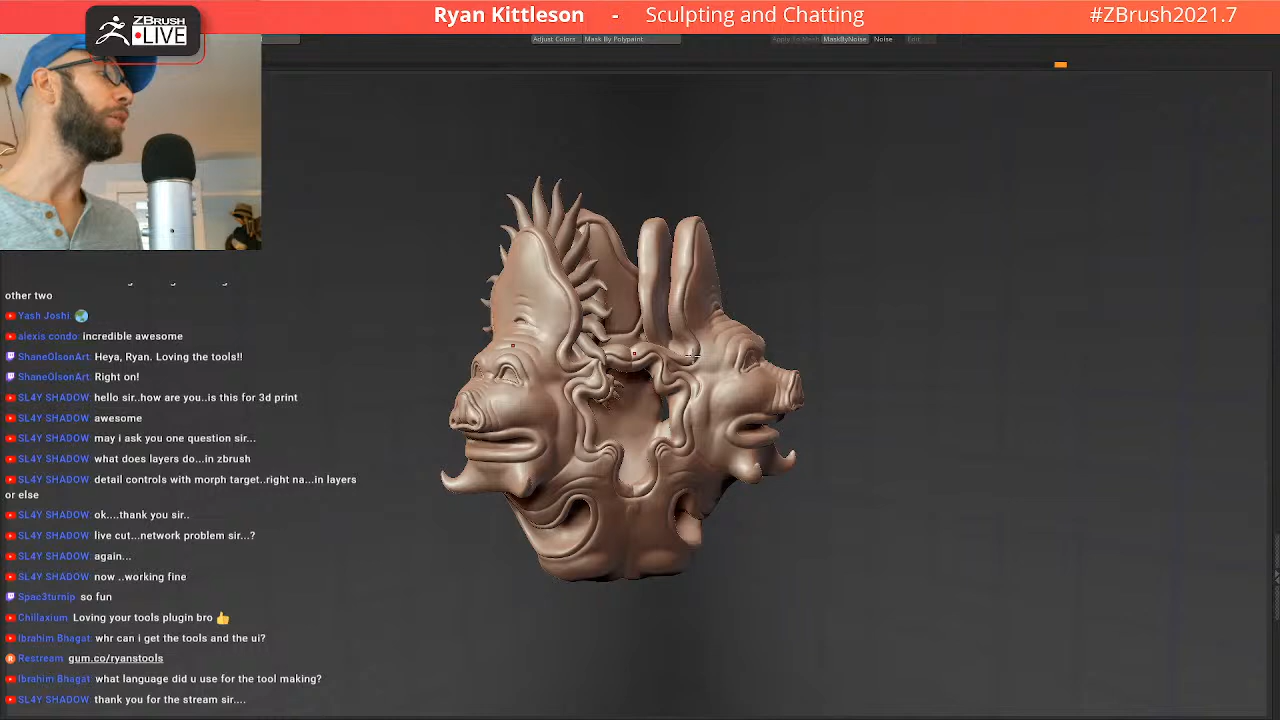 Ryan Kittleson - Sculpting and Chatting #ZBrush2021.7
ZBRUSH
LIVE
Adjust Colors Mask By Polypaint Apply To Mesh MaskByNoise Noise Edit
other two
Yash Joshi
alexis condo incredible awesome
ShaneOlsonArt Heya, Ryan. Loving the tools!!
ShaneOlsonArt Right on!
SL4Y SHADOW hello sir..how are you..is this for 3d print
SL4Y SHADOW awesome
SL4Y SHADOW may i ask you one question sir...
SL4Y SHADOW what does layers do...in zbrush
SL4Y SHADOW detail controls with morph target..right na...in layers
or else
SL4Y SHADOW ok....thank you sir..
SL4Y SHADOW live cut...network problem sir...?
SL4Y SHADOW again...
SL4Y SHADOW now ..working fine
Spac3turnip so fun
Chillaxium Loving your tools plugin bro 👍
Ibrahim Bhagat whr can i get the tools and the ui?
Restream gum.co/ryanstools
Ibrahim Bhagat what language did u use for the tool making?
SL4Y SHADOW thank you for the stream sir....